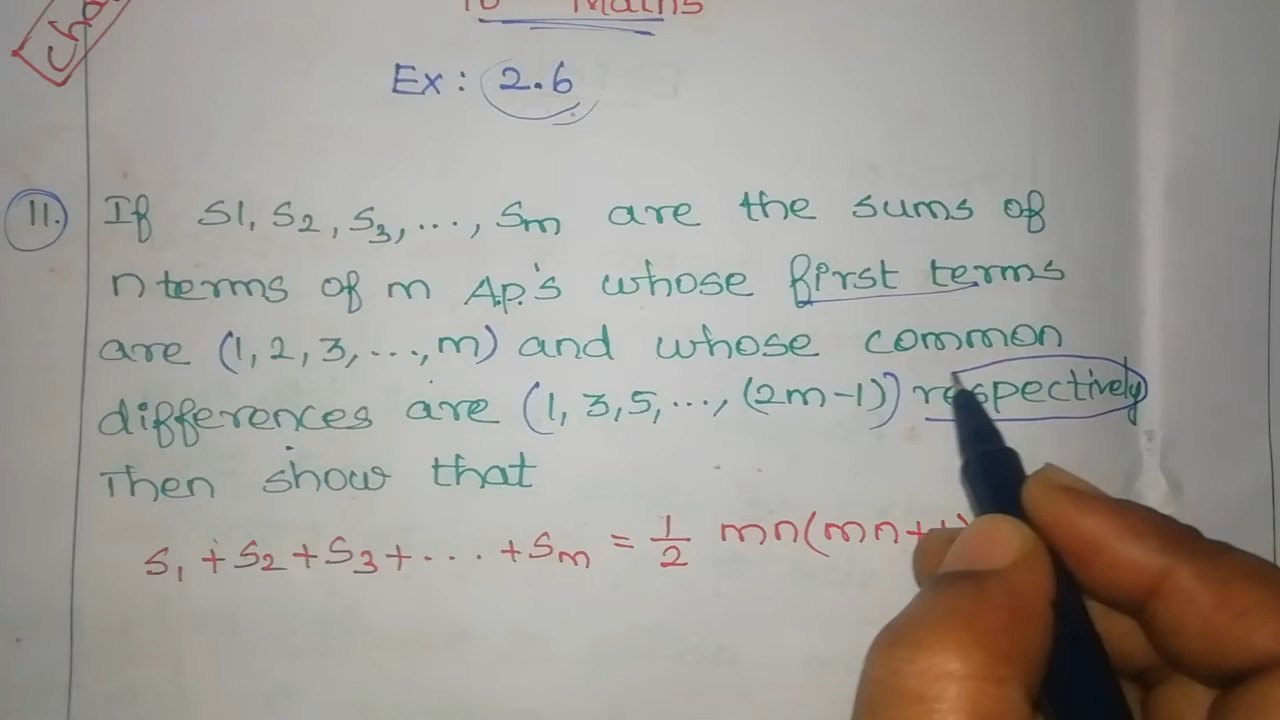 Maths
Ex: 2.6
11. If S1, S2, S3, ..., Sm are the sums of
n terms of m A.P.'s whose first terms
are (1, 2, 3, ..., m) and whose common
differences are (1, 3, 5, ..., (2m-1)) respectively
Then show that
S1 + S2 + S3 + ... + Sm = 1/2 mn(mn+1)